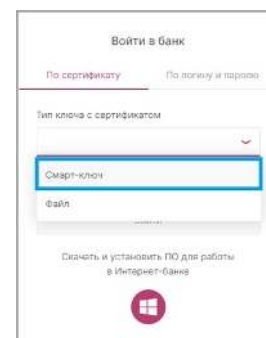 Войти в банк
По сертификату По логину и паролю
Тип ключа с сертификатом
Смарт-ключ
Файл
Скачать и установить ПО для работы
в Интернет-банке